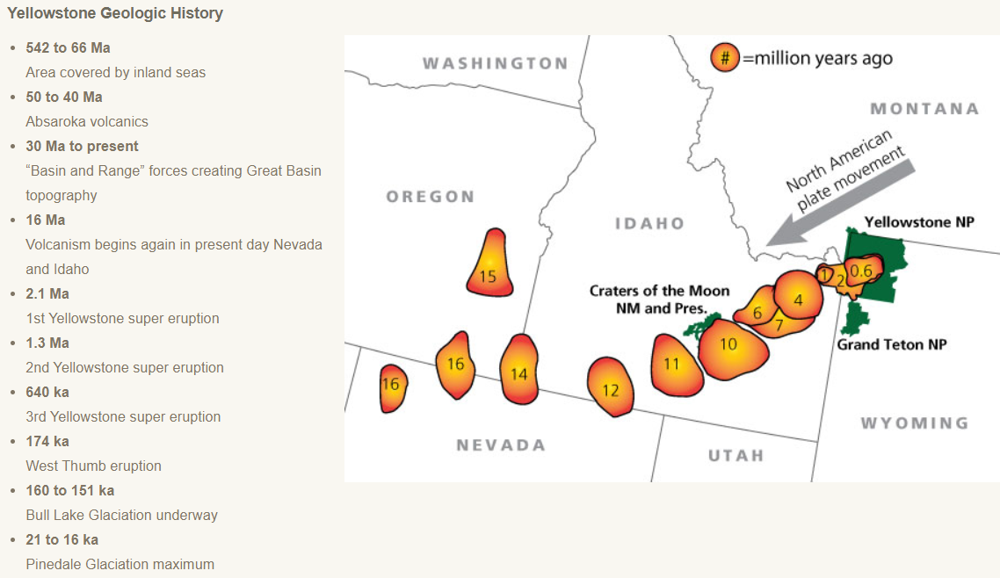 Yellowstone Geologic History
• 542 to 66 Ma
Area covered by inland seas
• 50 to 40 Ma
Absaroka volcanics
• 30 Ma to present
“Basin and Range” forces creating Great Basin
topography
• 16 Ma
Volcanism begins again in present day Nevada
and Idaho
• 2.1 Ma
1st Yellowstone super eruption
• 1.3 Ma
2nd Yellowstone super eruption
• 640 ka
3rd Yellowstone super eruption
• 174 ka
West Thumb eruption
• 160 to 151 ka
Bull Lake Glaciation underway
• 21 to 16 ka
Pinedale Glaciation maximum
# =million years ago
WASHINGTON
MONTANA
North American
plate movement
OREGON
IDAHO
Yellowstone NP
15
1
2
0.6
Craters of the Moon
NM and Pres.
6
4
7
Grand Teton NP
10
16
16
14
11
12
WYOMING
NEVADA
UTAH